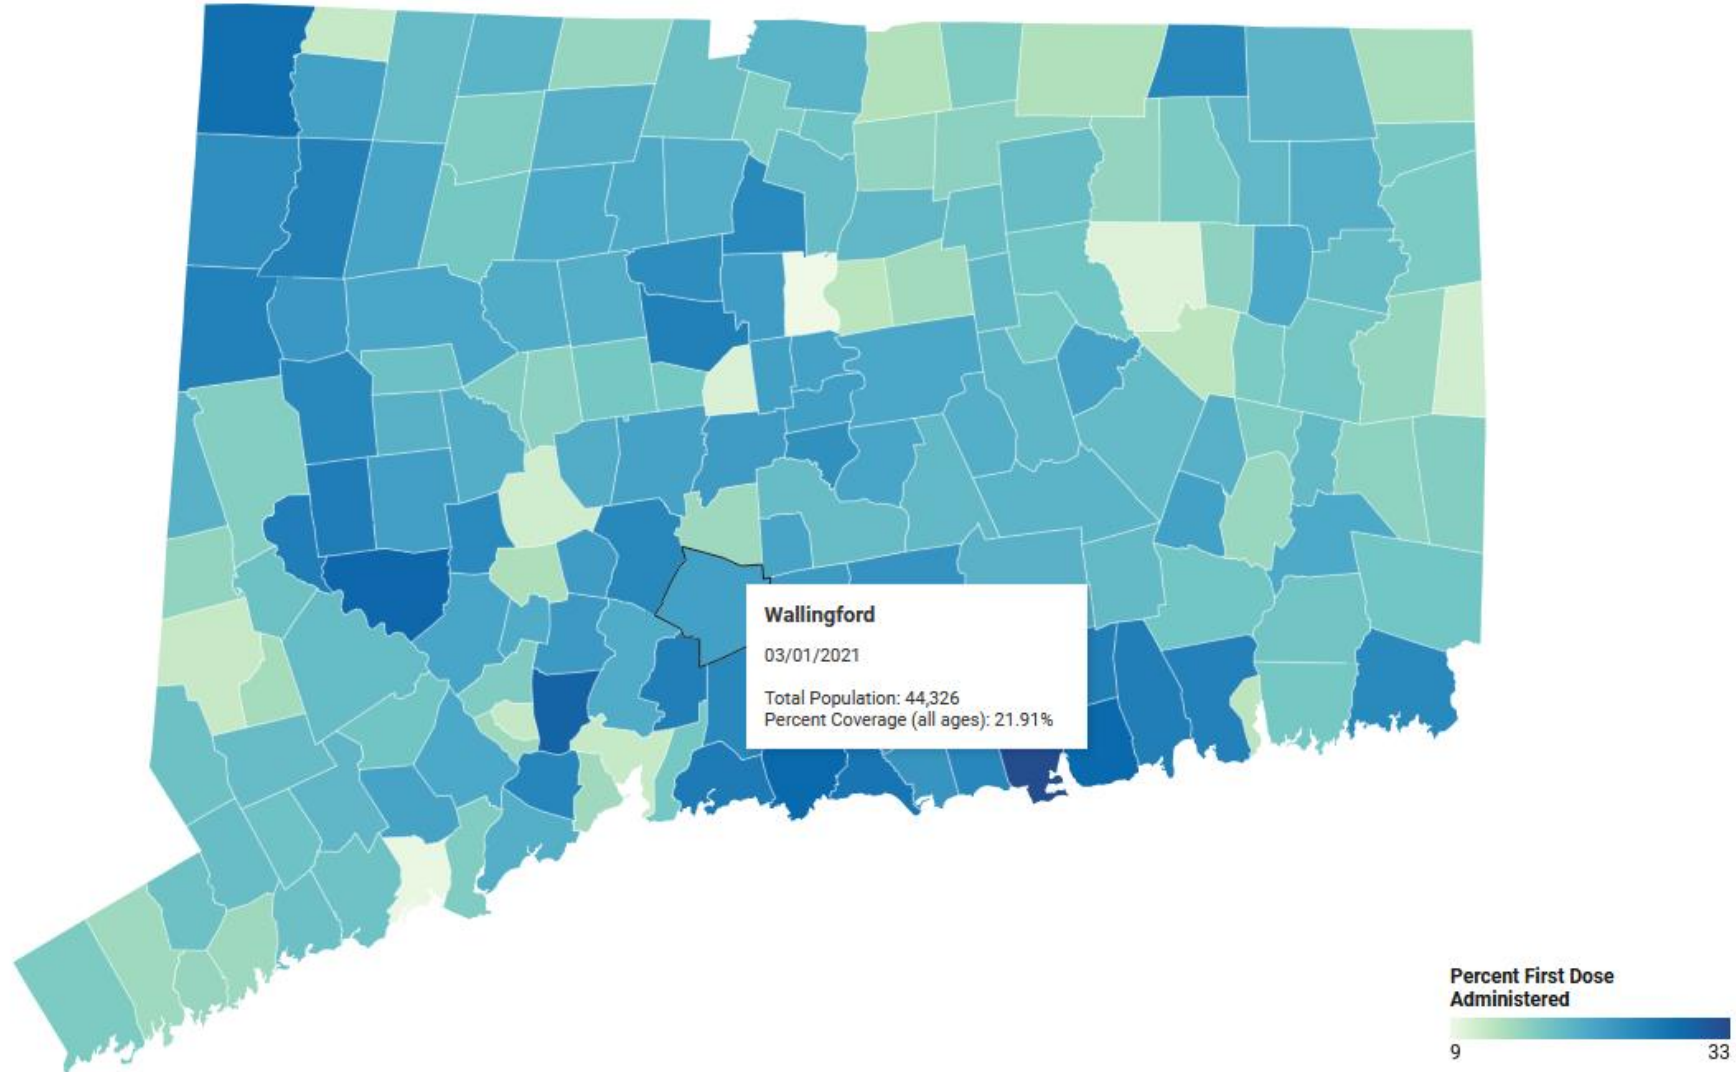 Wallingford
03/01/2021
Total Population: 44,326
Percent Coverage (all ages): 21.91%
Percent First Dose
Administered
9 33